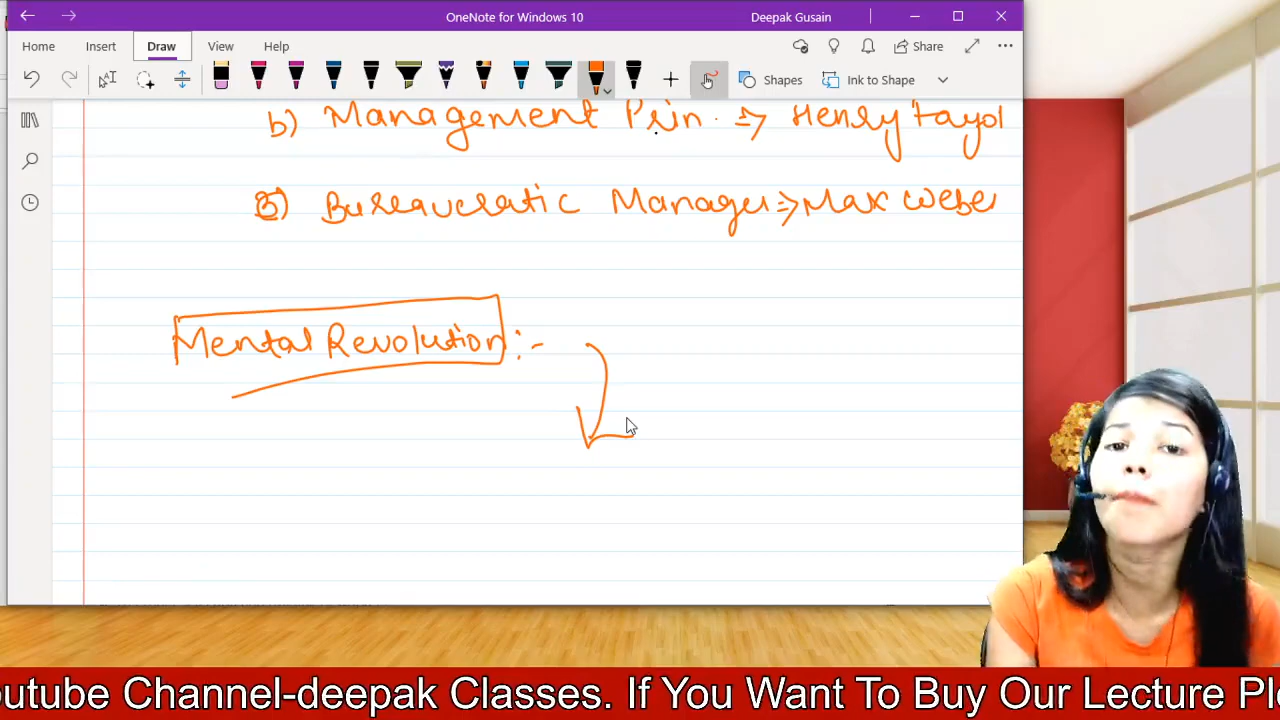 OneNote for Windows 10
Deepak Gusain
Home Insert Draw View Help
Share
Shapes
Ink to Shape
b) Management Prin. => Henry Fayol
3) Bureaucratic Manager => Max Weber
Mental Revolution :-
outube Channel-deepak Classes. If You Want To Buy Our Lecture Pl